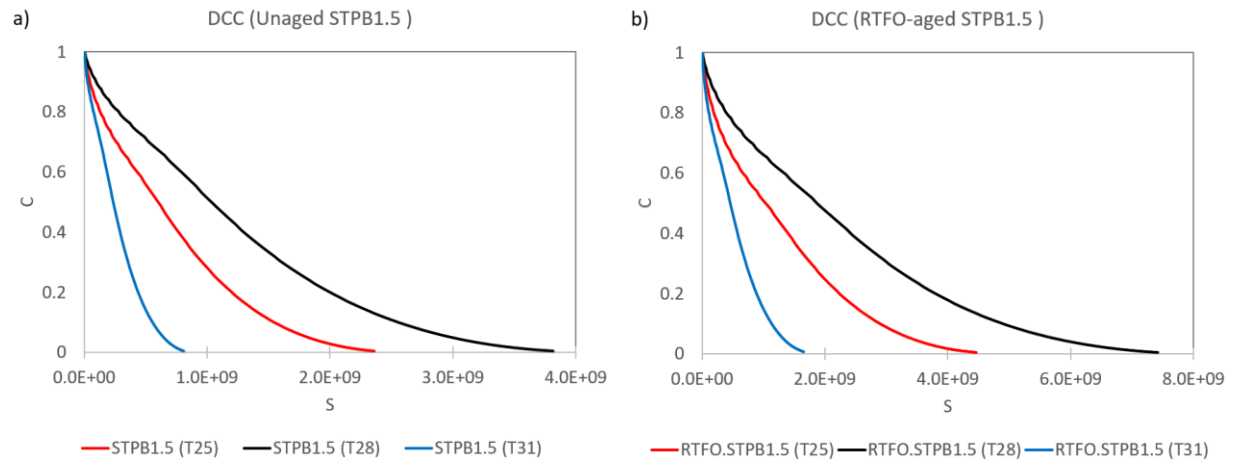 a)
DCC (Unaged STPB1.5 )
1
0.8
0.6
0.4
0.2
0
C
0.0E+00 1.0E+09 2.0E+09 3.0E+09 4.0E+09
S
STPB1.5 (T25) STPB1.5 (T28) STPB1.5 (T31)
b)
DCC (RTFO-aged STPB1.5 )
1
0.8
0.6
0.4
0.2
0
C
0.0E+00 2.0E+09 4.0E+09 6.0E+09 8.0E+09
S
RTFO.STPB1.5 (T25) RTFO.STPB1.5 (T28) RTFO.STPB1.5 (T31)